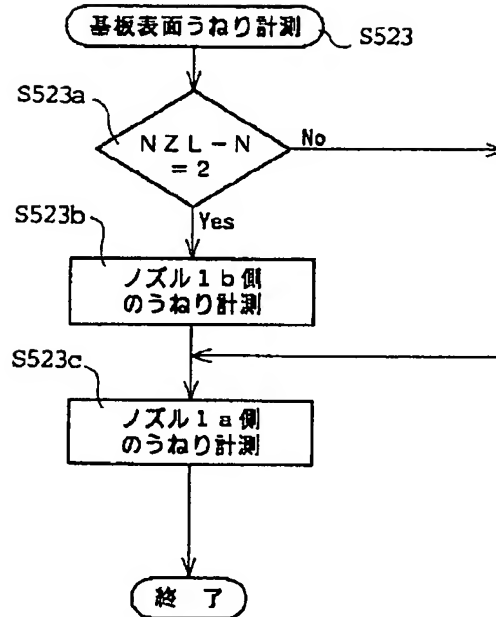 基板表面うねり計測
S523
S523a
NZL-N
=2
No
Yes
S523b
ノズル1b側
のうねり計測
S523c
ノズル1a側
のうねり計測
終了